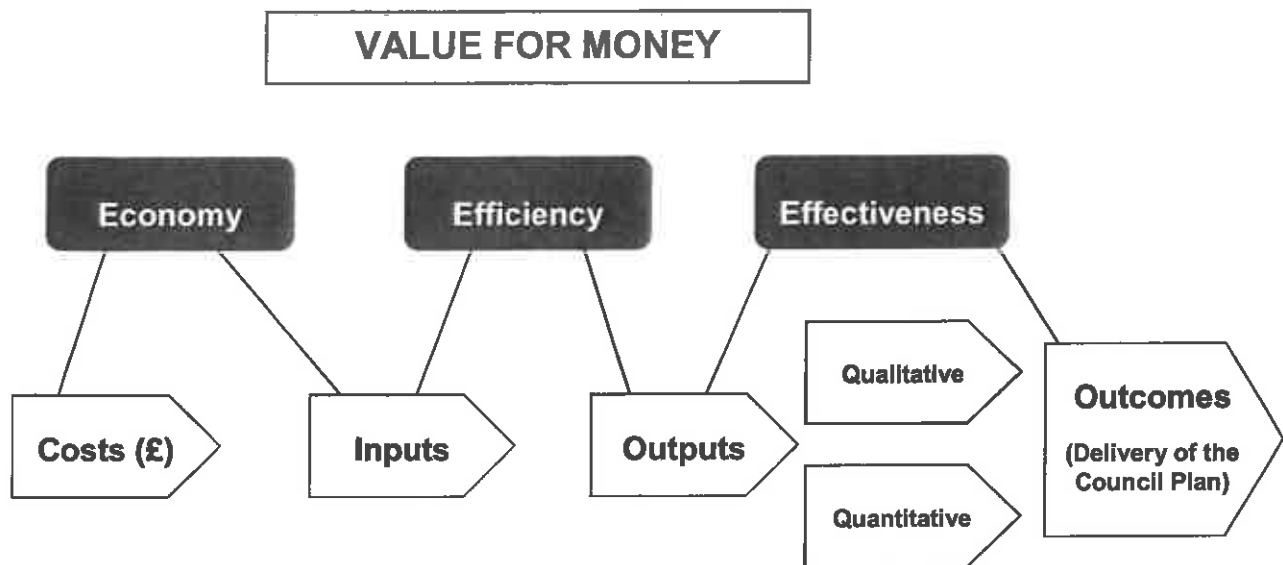 VALUE FOR MONEY
Economy
Efficiency
Effectiveness
Costs (£)
Inputs
Outputs
Qualitative
Quantitative
Outcomes
(Delivery of the
Council Plan)